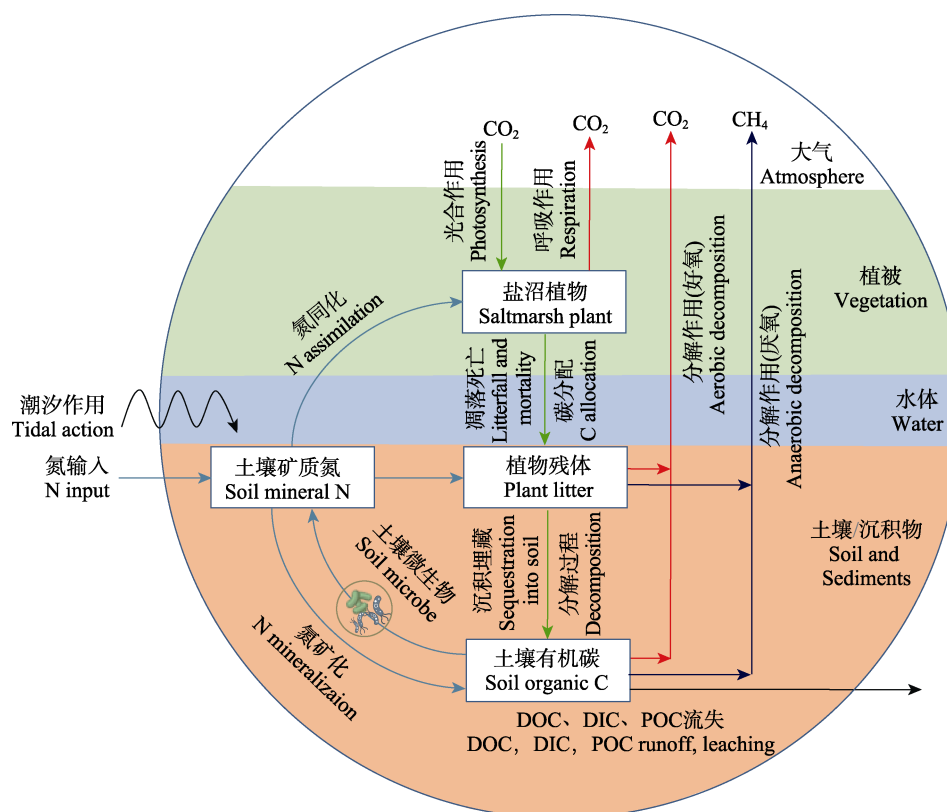 CO₂
CO₂
CO₂
CH₄
大气
Atmosphere
光合作用
Photosynthesis
呼吸作用
Respiration
盐沼植物
Saltmarsh plant
植被
Vegetation
氮同化
N assimilation
分解作用(好氧)
Aerobic decomposition
分解作用(厌氧)
Anaerobic decomposition
凋落死亡
Litterfall and
mortality
碳分配
C allocation
潮汐作用
Tidal action
水体
Water
氮输入
N input
土壤矿质氮
Soil mineral N
植物残体
Plant litter
土壤/沉积物
Soil and
Sediments
土壤微生物
Soil microbe
沉积埋藏
Sequestration
into soil
分解过程
Decomposition
氮矿化
N mineralizaion
土壤有机碳
Soil organic C
DOC、DIC、POC流失
DOC，DIC，POC runoff, leaching